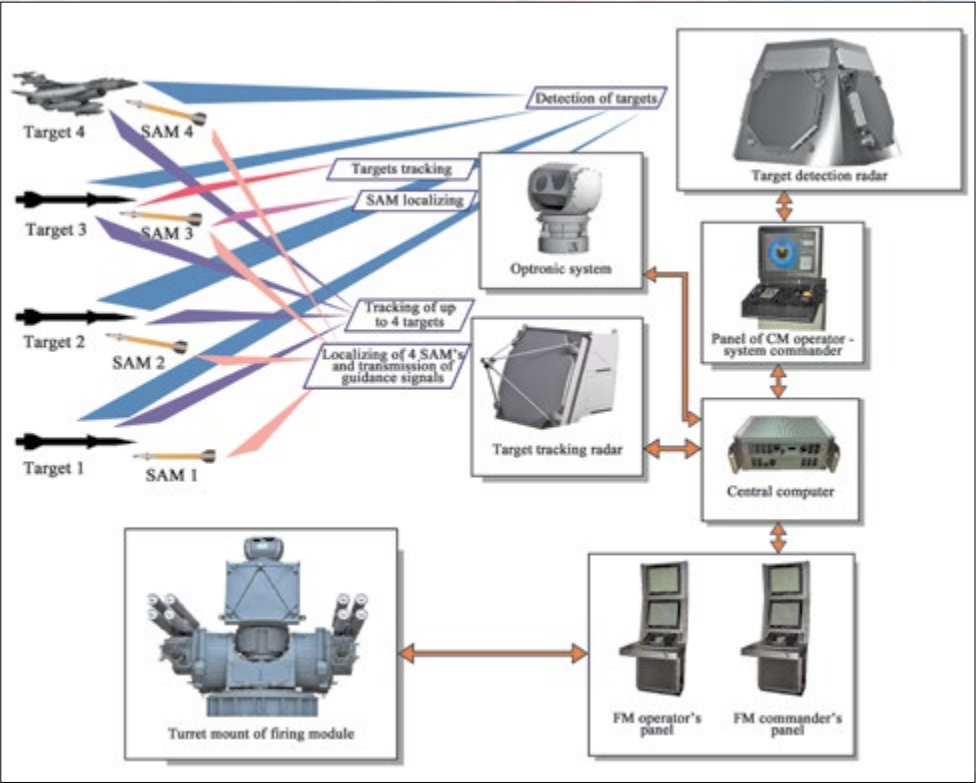 Target 4
SAM 4
Detection of targets
Target detection radar
Targets tracking
Target 3
SAM 3
SAM localizing
Optronic system
Tracking of up
to 4 targets
Target 2
SAM 2
Panel of CM operator -
system commander
Localizing of 4 SAM's
and transmission of
guidance signals
Target tracking radar
Target 1
SAM 1
Central computer
Turret mount of firing module
FM operator's
panel
FM commander's
panel